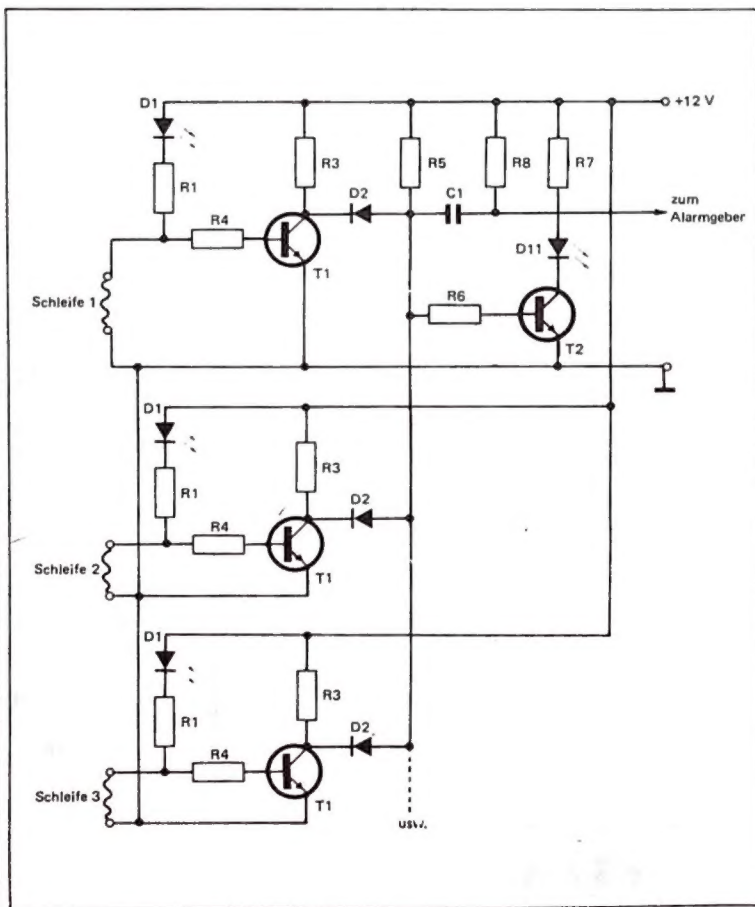 D1
+12 V
R1
R3
R5
R8
R7
D2
C1
zum
Alarmgeber
R4
T1
D11
Schleife 1
R6
T2
D1
R3
R1
D2
R4
T1
Schleife 2
D1
R3
R1
D2
R4
T1
Schleife 3
usw.